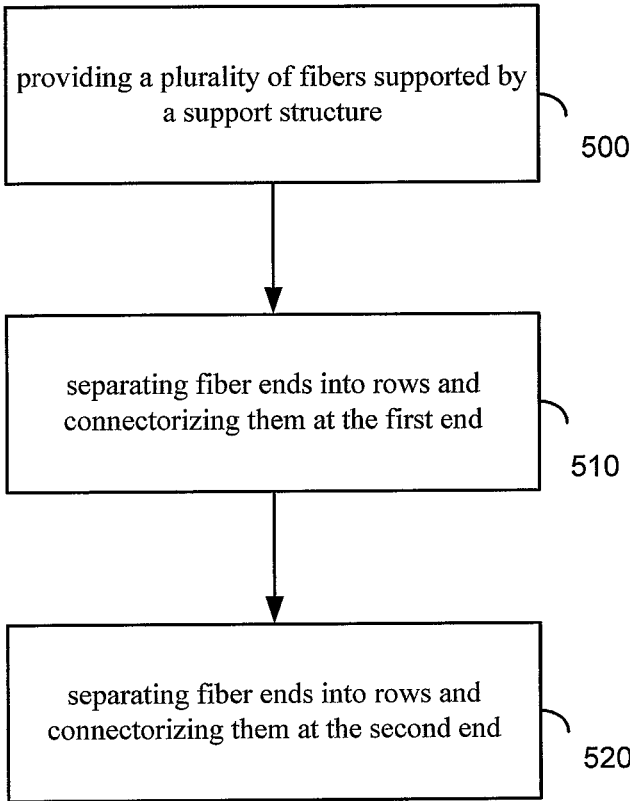 providing a plurality of fibers supported by
a support structure
500
separating fiber ends into rows and
connectorizing them at the first end
510
separating fiber ends into rows and
connectorizing them at the second end
520